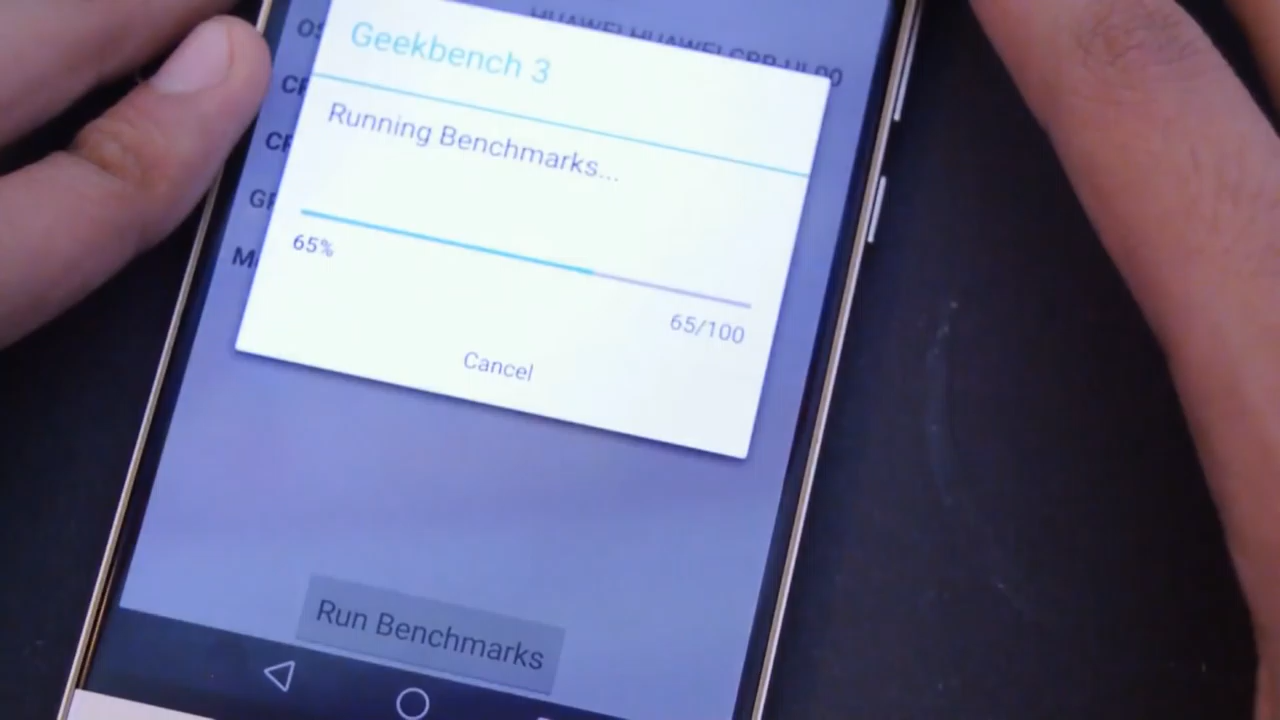 Geekbench 3
Running Benchmarks...
65%
65/100
Cancel
Run Benchmarks